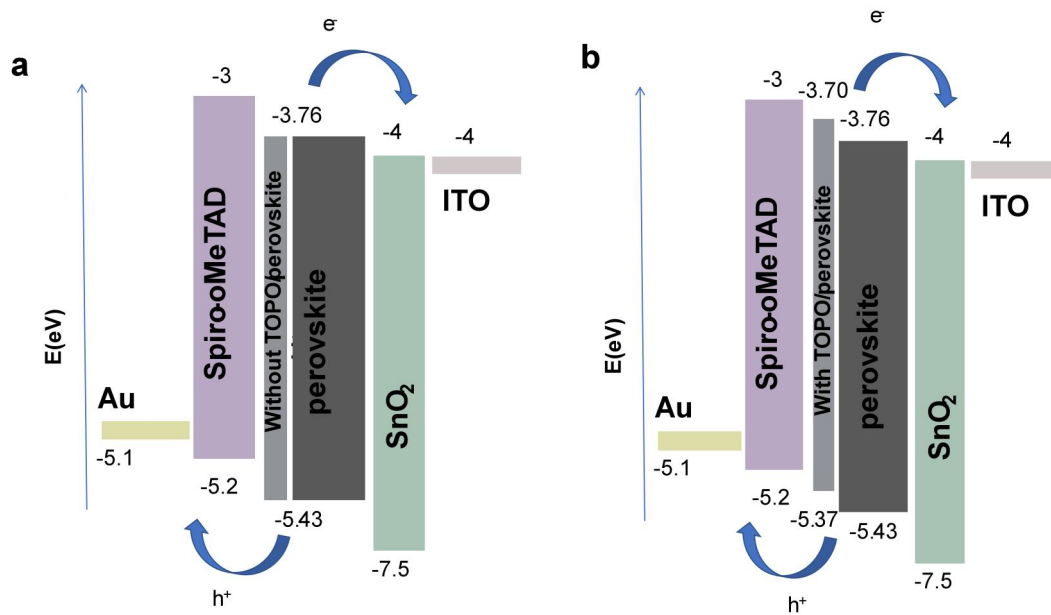 a
e-
-3
-3.76
-4
-4
ITO
Spiro-oMeTAD
Without TOPO/perovskite
perovskite
SnO2
E(eV)
Au
-5.1
-5.2
-5.43
-7.5
h+
b
e-
-3
-3.70
-3.76
-4
-4
ITO
Spiro-oMeTAD
With TOPO/perovskite
perovskite
SnO2
E(eV)
Au
-5.1
-5.2
-5.37
-5.43
-7.5
h+